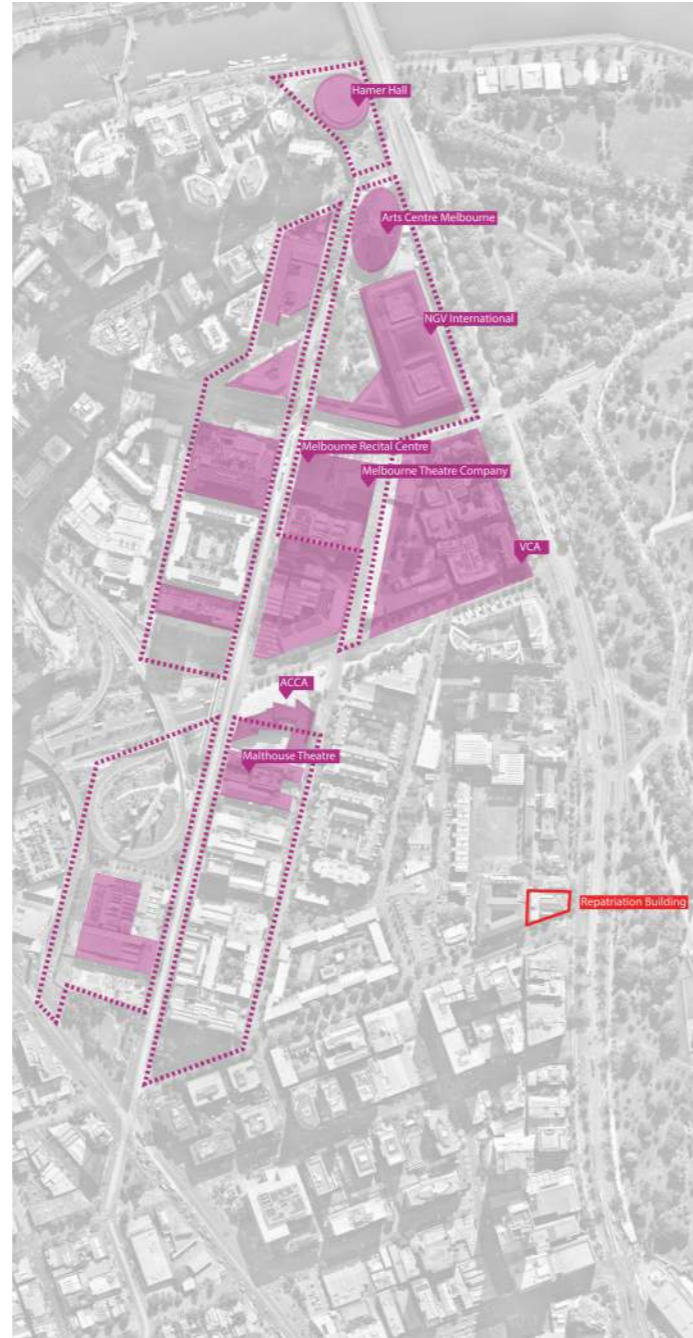 Hamer Hall
Arts Centre Melbourne
NGV International
Melbourne Recital Centre
Melbourne Theatre Company
VCA
ACCA
Malthouse Theatre
Repatriation Building